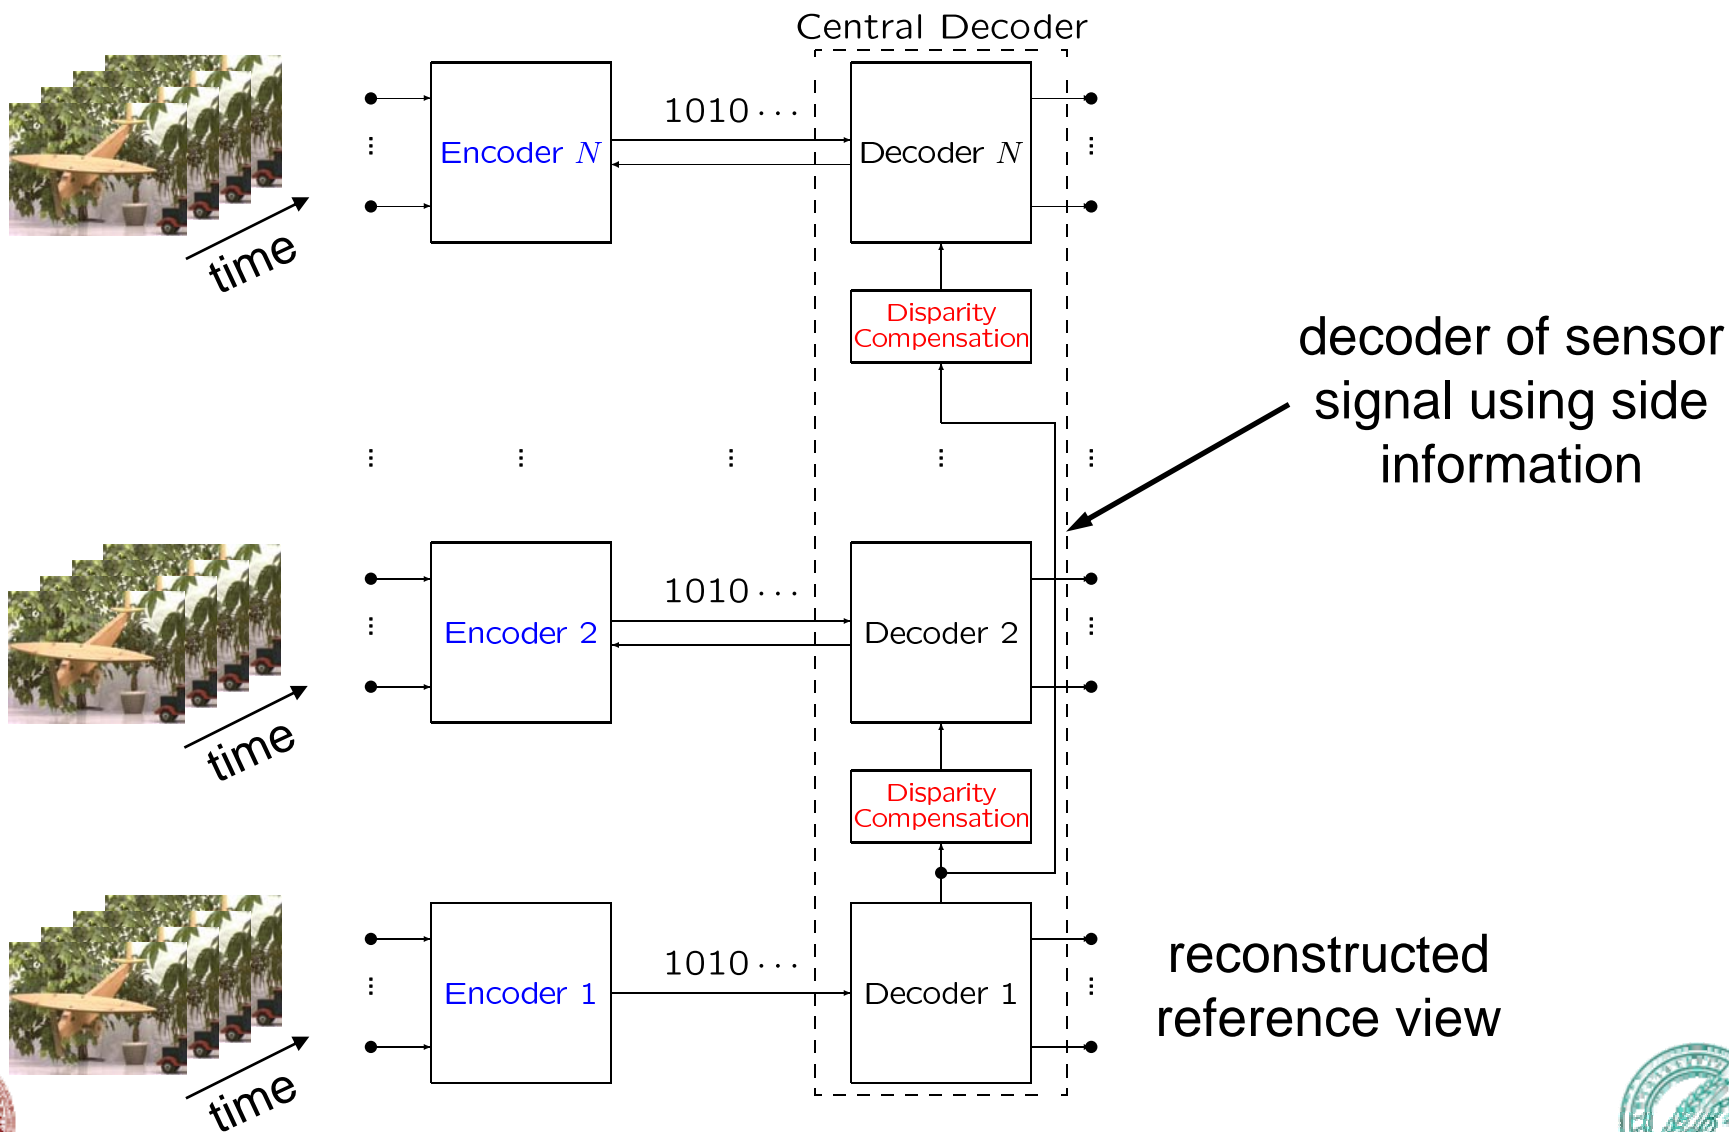 Central Decoder
1010 · · ·
Encoder N
Decoder N
time
Disparity
Compensation
decoder of sensor
signal using side
information
1010 · · ·
Encoder 2
Decoder 2
time
Disparity
Compensation
1010 · · ·
Encoder 1
Decoder 1
reconstructed
reference view
time